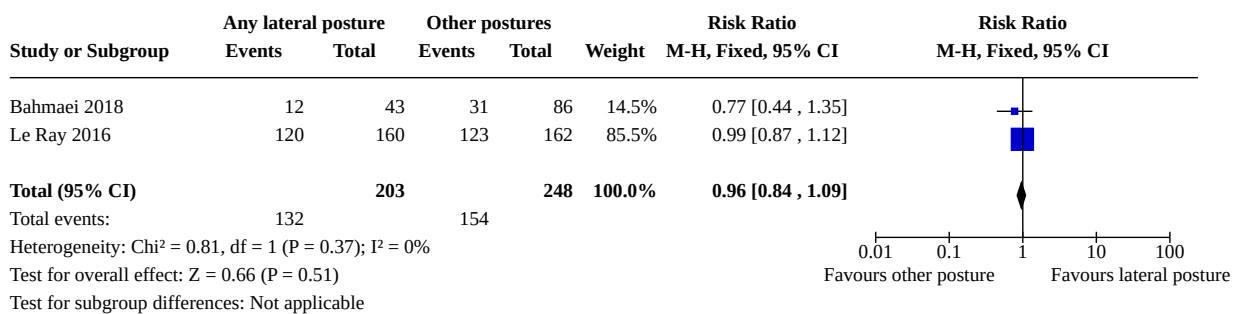 Any lateral posture Other postures Risk Ratio Risk Ratio
Study or Subgroup Events Total Events Total Weight M-H, Fixed, 95% CI M-H, Fixed, 95% CI
Bahmaei 2018 12 43 31 86 14.5% 0.77 [0.44 , 1.35]
Le Ray 2016 120 160 123 162 85.5% 0.99 [0.87 , 1.12]
Total (95% CI) 203 248 100.0% 0.96 [0.84 , 1.09]
Total events: 132 154
Heterogeneity: Chi² = 0.81, df = 1 (P = 0.37); I² = 0%
0.01 0.1 1 10 100
Test for overall effect: Z = 0.66 (P = 0.51)
Favours other posture Favours lateral posture
Test for subgroup differences: Not applicable